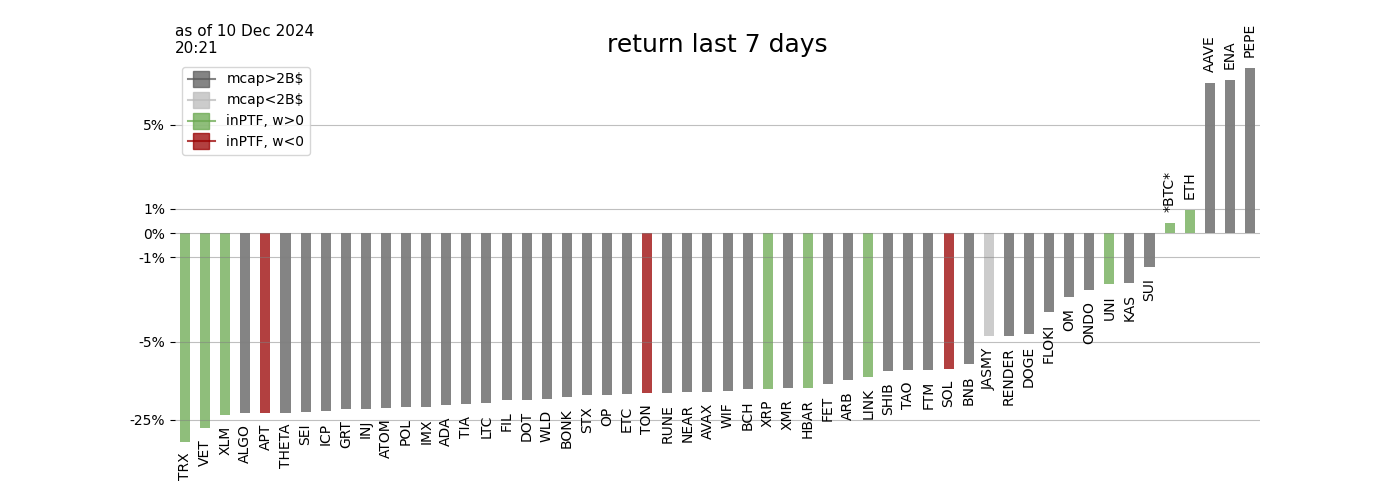 as of 10 Dec 2024
20:21
return last 7 days
mcap>2B$
mcap<2B$
inPTF, w>0
inPTF, w<0
5%
1%
0%
-1%
-5%
-25%
TRX
VET
XLM
ALGO
APT
THETA
SEI
ICP
GRT
INJ
ATOM
POL
IMX
ADA
TIA
LTC
FIL
DOT
WLD
BONK
STX
OP
ETC
TON
RUNE
NEAR
AVAX
WIF
BCH
XRP
XMR
HBAR
FET
ARB
LINK
SHIB
TAO
FTM
SOL
BNB
JASMY
RENDER
DOGE
FLOKI
OM
ONDO
UNI
KAS
SUI
*BTC*
ETH
AAVE
ENA
PEPE